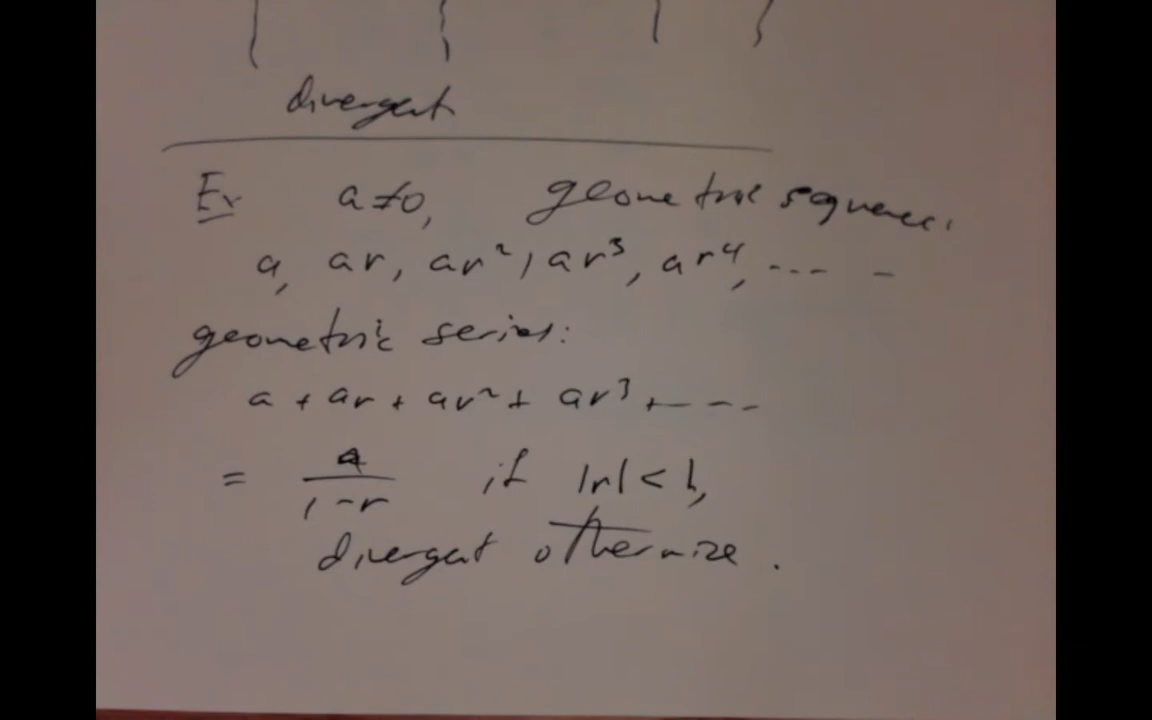 divergent
Ex a≠0, geometric sequence:
a, ar, ar², ar³, ar⁴, --- -
geometric series:
a + ar + ar² + ar³ + ---
= a/(1-r) if |r| < 1,
divergent otherwise.